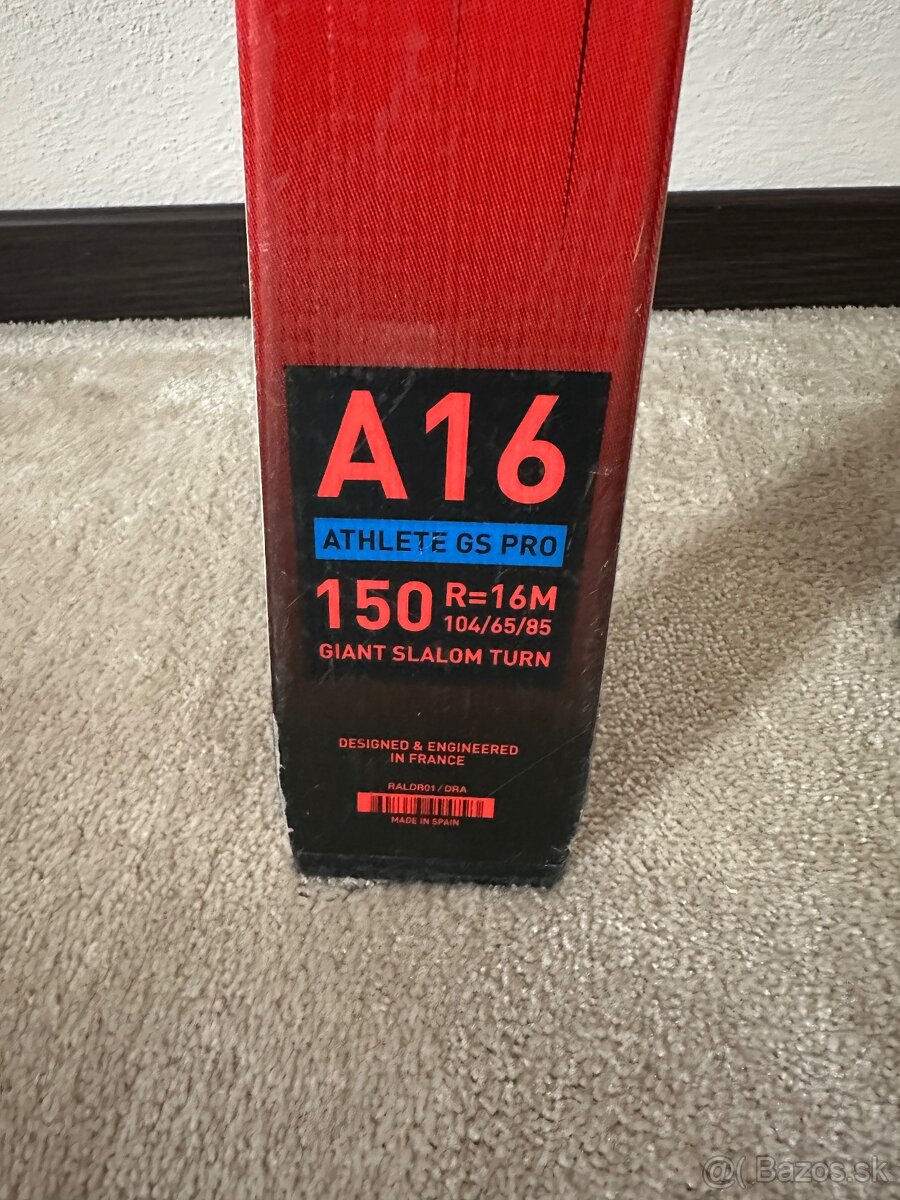 A16
ATHLETE GS PRO
150 R=16M
104/65/85
GIANT SLALOM TURN
DESIGNED & ENGINEERED
IN FRANCE
RALDR01 / DRA
MADE IN SPAIN
@( Bazos.sk